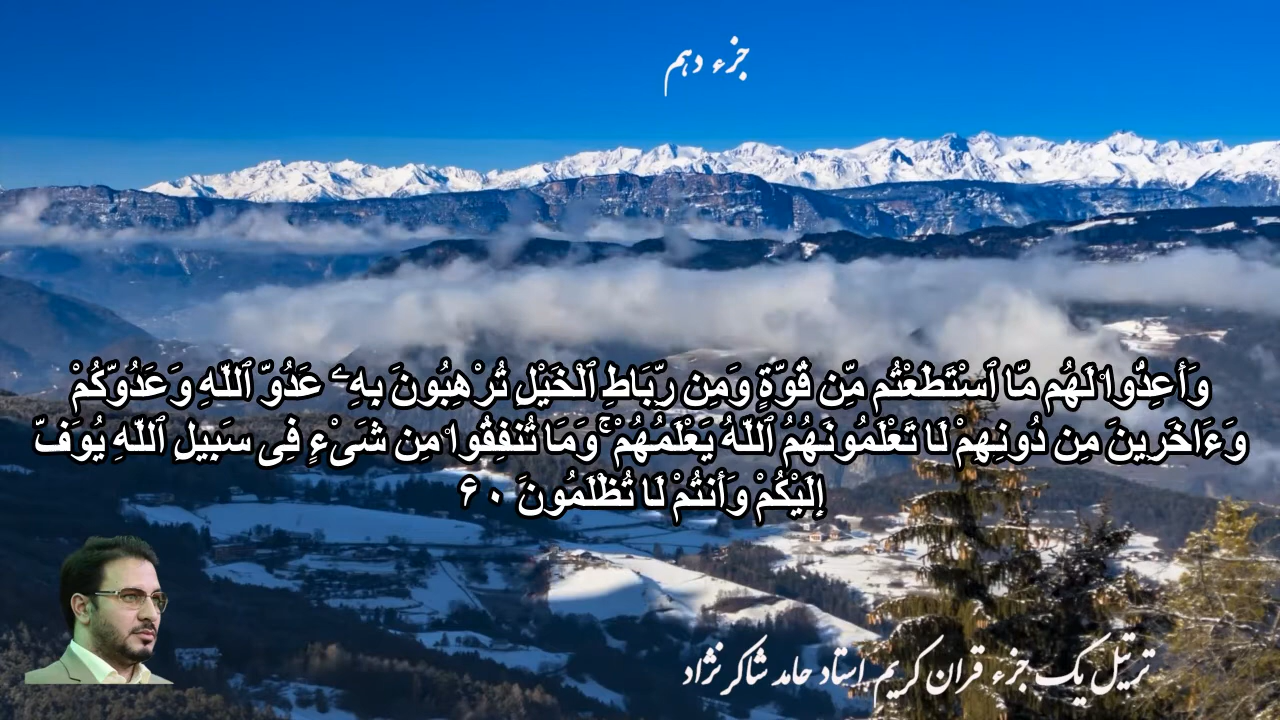 جزء دهم
وَأَعِدُّوا۟ لَهُم مَّا ٱسْتَطَعْتُم مِّن قُوَّةٍ وَمِن رِّبَاطِ ٱلْخَيْلِ تُرْهِبُونَ بِهِۦ عَدُوَّ ٱللَّهِ وَعَدُوَّكُمْ
وَءَاخَرِينَ مِن دُونِهِمْ لَا تَعْلَمُونَهُمُ ٱللَّهُ يَعْلَمُهُمْ ۚ وَمَا تُنفِقُوا۟ مِن شَىْءٍ فِى سَبِيلِ ٱللَّهِ يُوَفَّ
إِلَيْكُمْ وَأَنتُمْ لَا تُظْلَمُونَ ۶۰
ترتیل یک جزء قران کریم استاد حامد شاکرنژاد